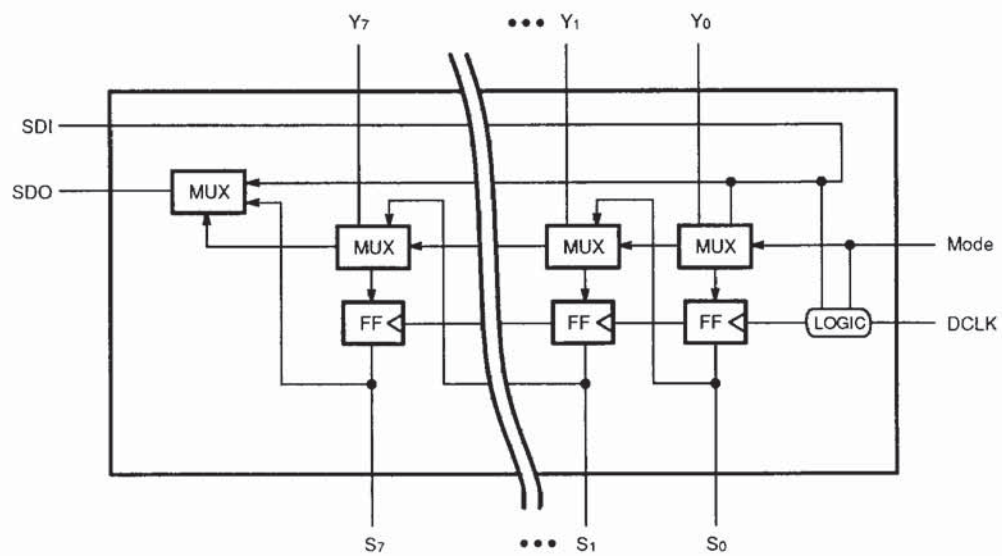 Y7 ••• Y1 Y0
SDI
SDO
MUX
MUX MUX MUX
Mode
FF FF FF
LOGIC
DCLK
S7 ••• S1 S0